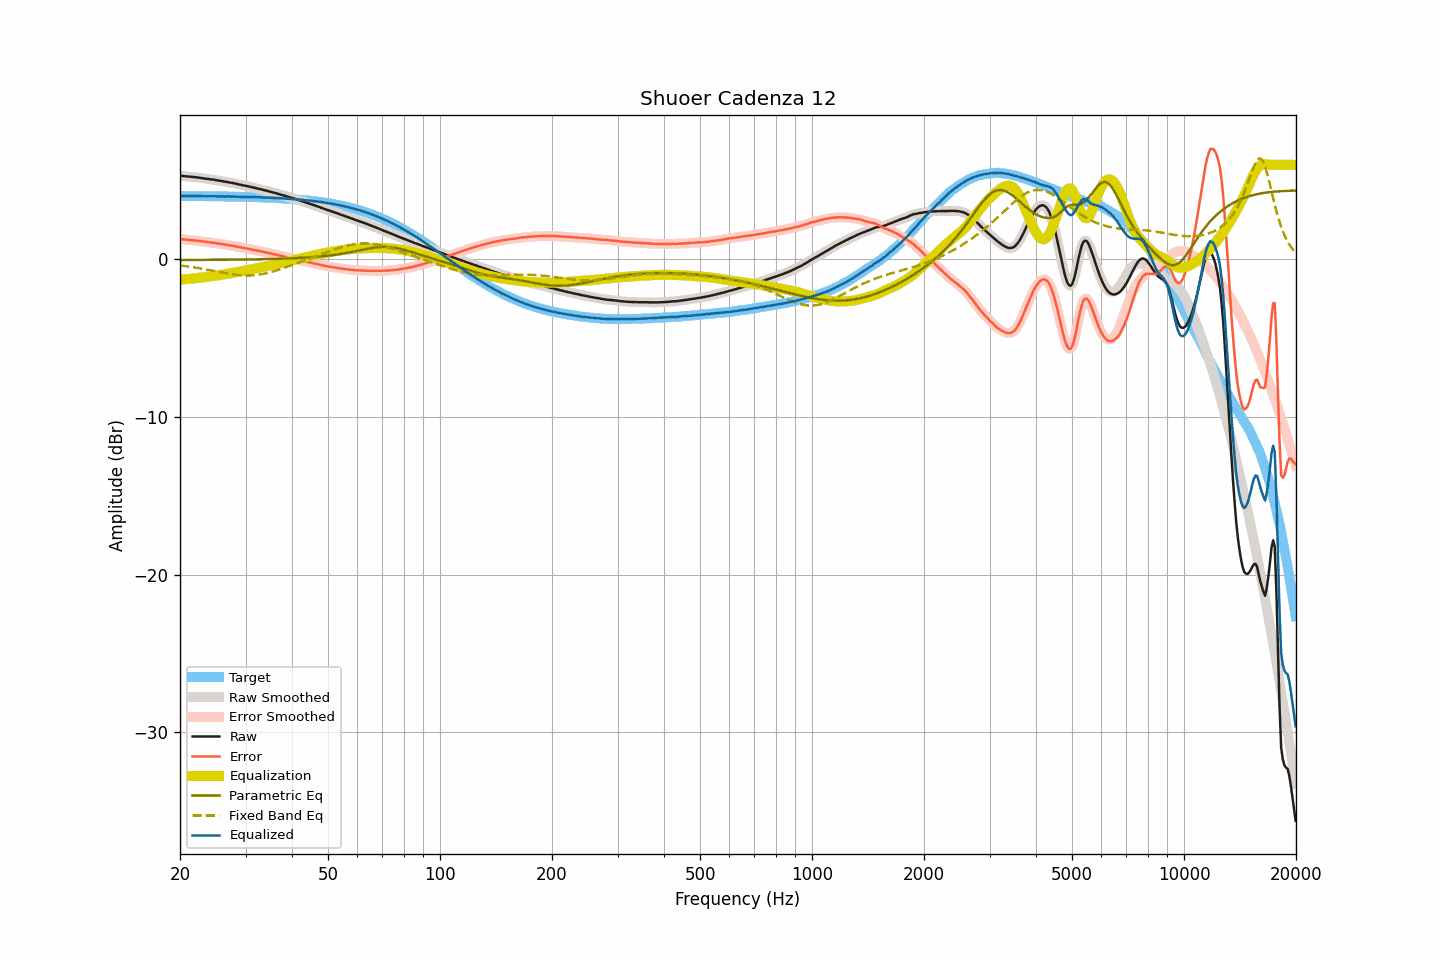 Shuoer Cadenza 12
Amplitude (dBr)
0
−10
−20
−30
Target
Raw Smoothed
Error Smoothed
Raw
Error
Equalization
Parametric Eq
Fixed Band Eq
Equalized
20 50 100 200 500 1000 2000 5000 10000 20000
Frequency (Hz)